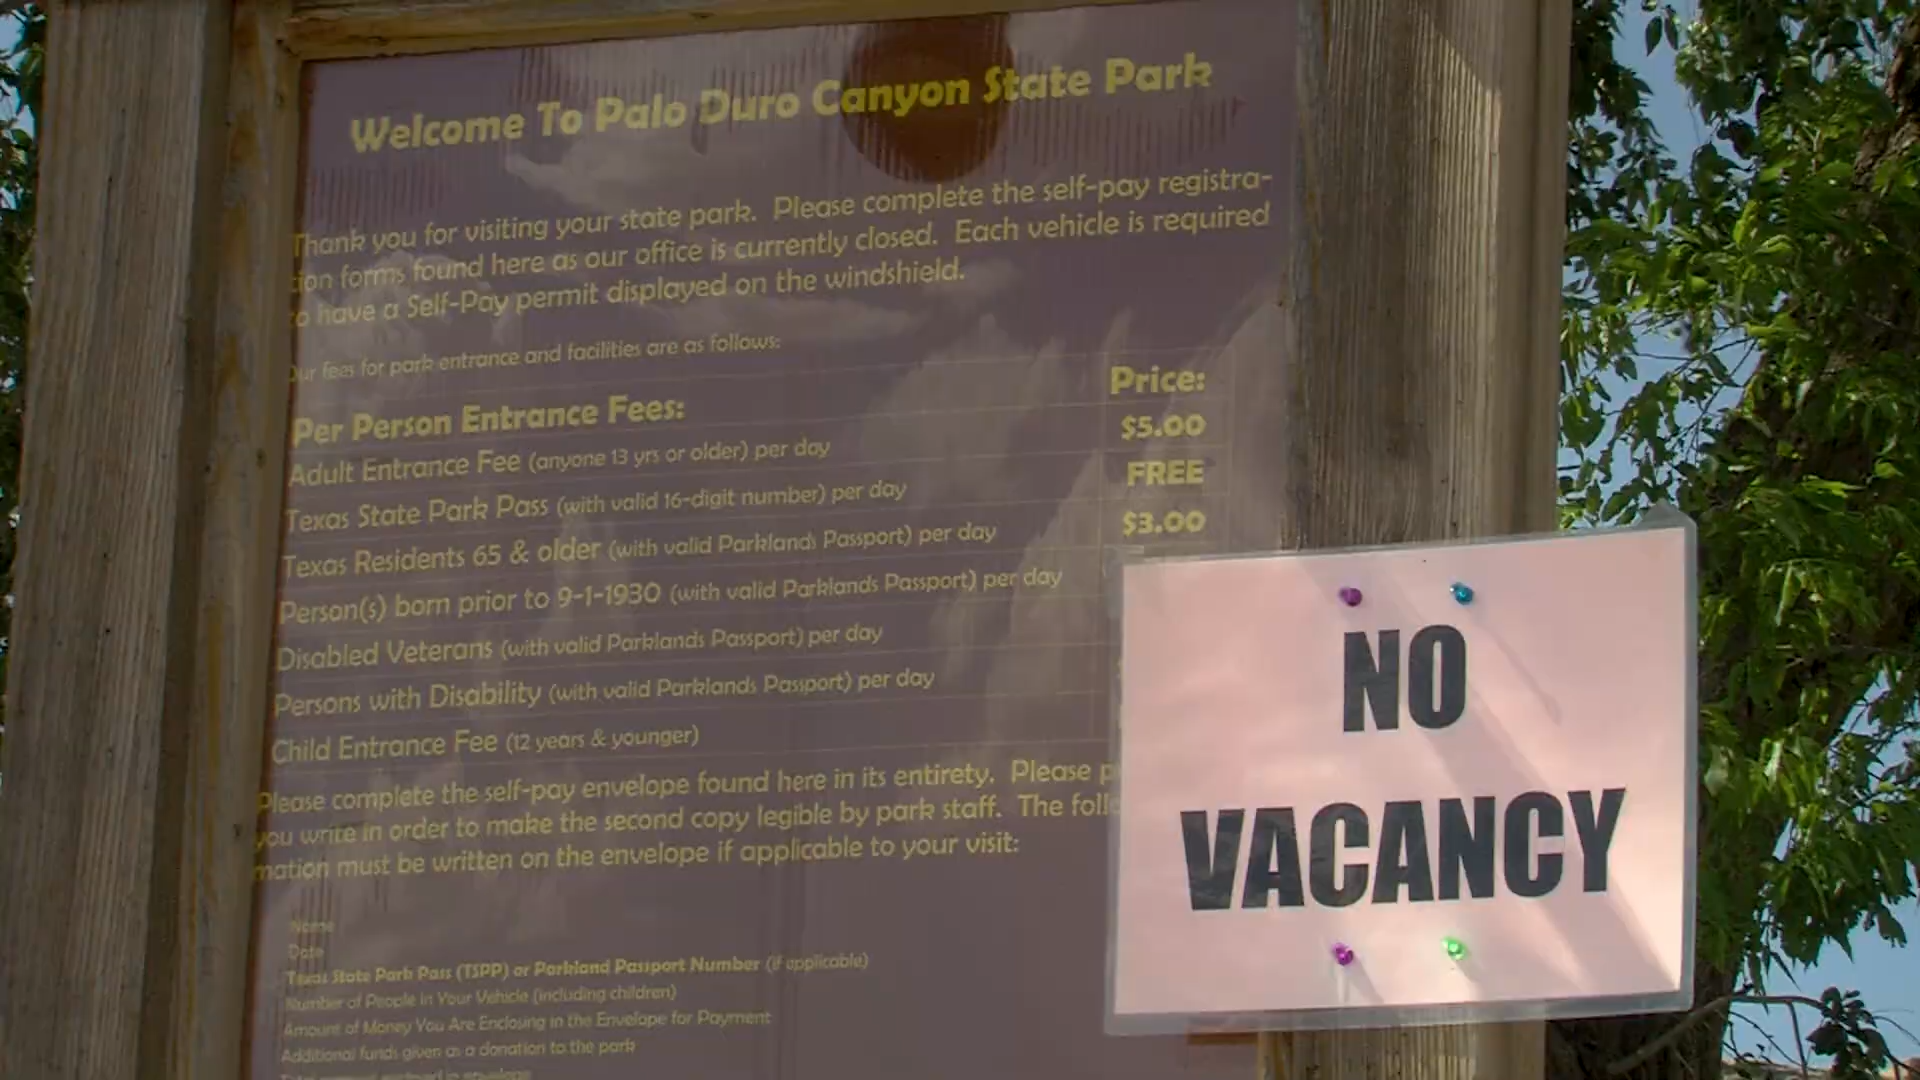 Welcome To Palo Duro Canyon State Park
Thank you for visiting your state park. Please complete the self-pay registra-
tion forms found here as our office is currently closed. Each vehicle is required
to have a Self-Pay permit displayed on the windshield.
Our fees for park entrance and facilities are as follows:
Per Person Entrance Fees: Price:
Adult Entrance Fee (anyone 13 yrs or older) per day $5.00
Texas State Park Pass (with valid 16-digit number) per day FREE
Texas Residents 65 & older (with valid Parklands Passport) per day $3.00
Person(s) born prior to 9-1-1930 (with valid Parklands Passport) per day
Disabled Veterans (with valid Parklands Passport) per day
Persons with Disability (with valid Parklands Passport) per day
Child Entrance Fee (12 years & younger)
Please complete the self-pay envelope found here in its entirety. Please
you write in order to make the second copy legible by park staff. The
mation must be written on the envelope if applicable to your visit:
Name
Date
Texas State Park Pass (TSPP) or Parkland Passport Number (if applicable)
Number of People in Your Vehicle (including children)
Amount of Money You Are Enclosing in the Envelope for Payment
Additional funds given as a donation to the park
NO
VACANCY